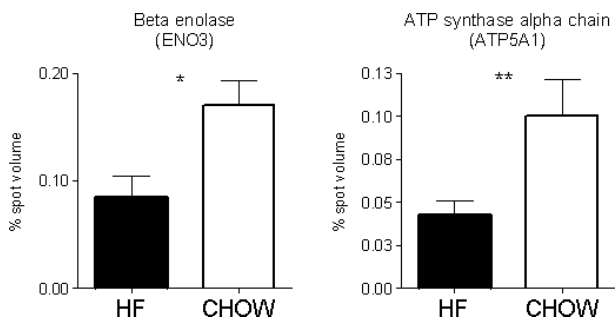 Beta enolase
(ENO3)
0.20
*
0.10
0.00
% spot volume
HF CHOW
ATP synthase alpha chain
(ATP5A1)
0.13
**
0.10
0.08
0.05
0.03
0.00
% spot volume
HF CHOW